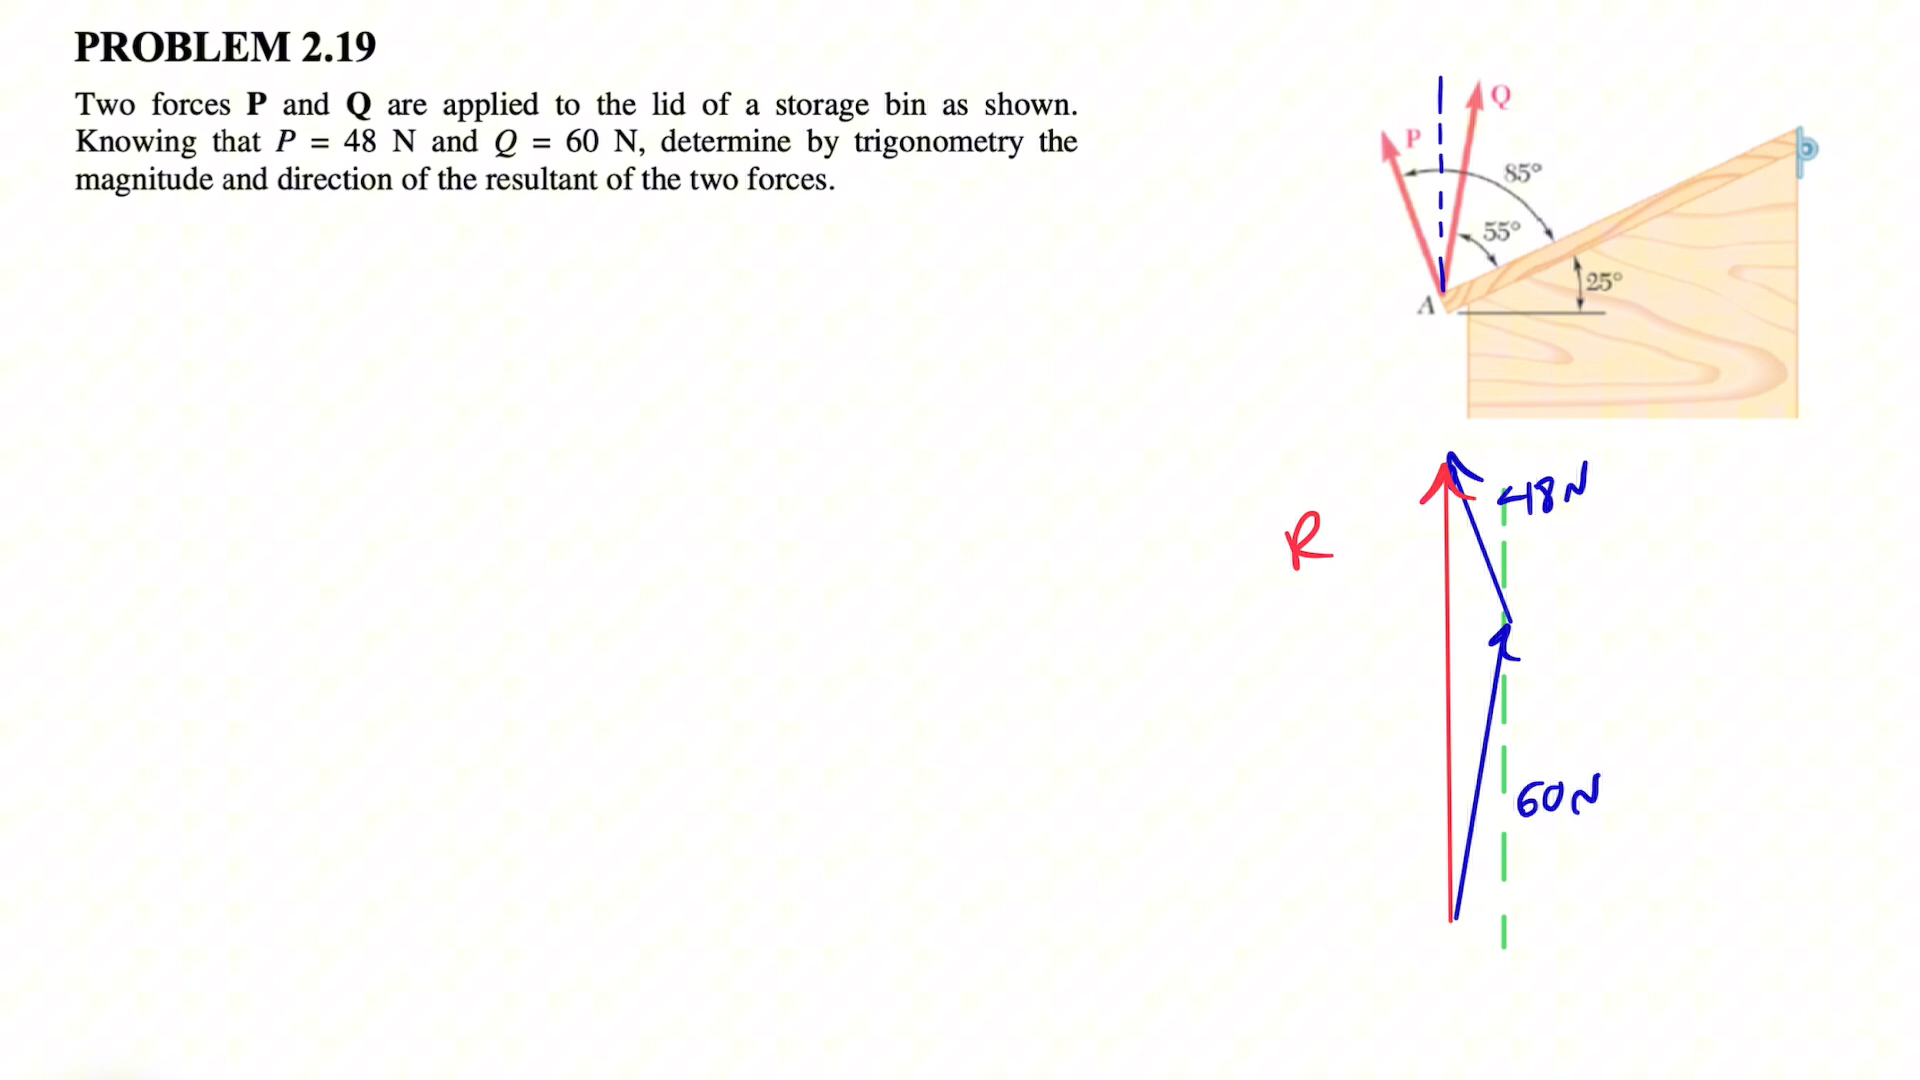 PROBLEM 2.19
Two forces P and Q are applied to the lid of a storage bin as shown.
Knowing that P = 48 N and Q = 60 N, determine by trigonometry the
magnitude and direction of the resultant of the two forces.
Q
P
85°
55°
25°
A
48N
R
60N